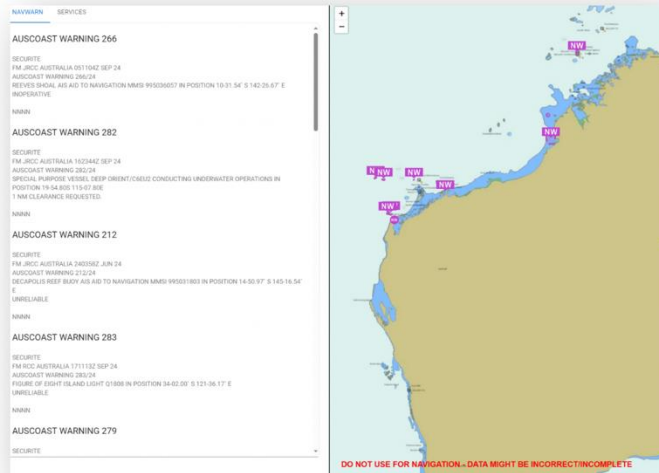 NAVWARN SERVICES
AUSCOAST WARNING 266
SECURITE
FM JRCC AUSTRALIA 051104Z SEP 24
AUSCOAST WARNING 266/24
REEVES SHOAL AIS AID TO NAVIGATION MMSI 995036057 IN POSITION 10-31.54' S 142-25.67' E
INOPERATIVE
NNNN
AUSCOAST WARNING 282
SECURITE
FM JRCC AUSTRALIA 162344Z SEP 24
AUSCOAST WARNING 282/24
SPECIAL PURPOSE VESSEL DEEP ORIENT/C6EU2 CONDUCTING UNDERWATER OPERATIONS IN
POSITION 19-54.80S 115-07.80E
1 NM CLEARANCE REQUESTED.
NNNN
AUSCOAST WARNING 212
SECURITE
FM JRCC AUSTRALIA 240358Z JUN 24
AUSCOAST WARNING 212/24
DECAPOLIS REEF BUOY AIS AID TO NAVIGATION MMSI 995031803 IN POSITION 14-50.97' S 145-16.54'
E
UNRELIABLE
NNNN
AUSCOAST WARNING 283
SECURITE
FM RCC AUSTRALIA 171113Z SEP 24
AUSCOAST WARNING 283/24
FIGURE OF EIGHT ISLAND LIGHT Q1808 IN POSITION 34-02.00' S 121-36.17' E
UNRELIABLE
NNNN
AUSCOAST WARNING 279
SECURITE
+
−
NW
NW
NW
NW
NW
NW
DO NOT USE FOR NAVIGATION - DATA MIGHT BE INCORRECT/INCOMPLETE